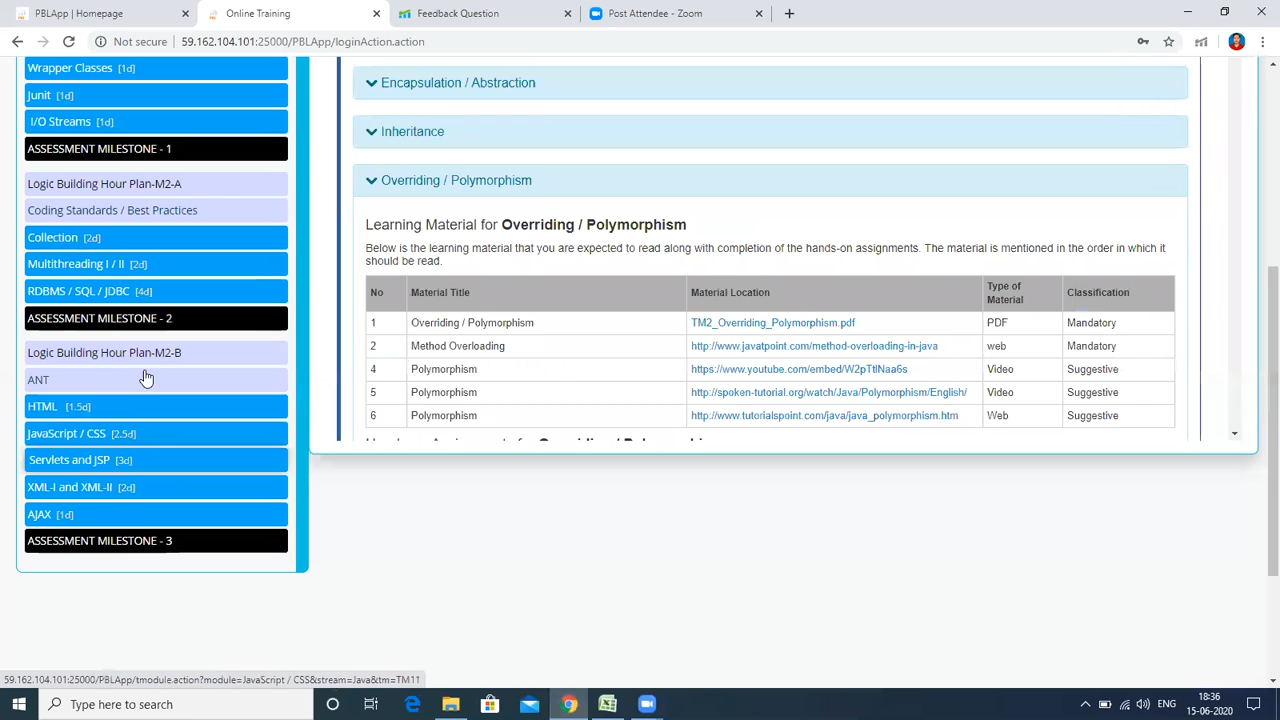 PBLApp | Homepage
Online Training
Feedback Question
Post Attendee - Zoom
Not secure | 59.162.104.101:25000/PBLApp/loginAction.action
Wrapper Classes [1d]
Junit [1d]
I/O Streams [1d]
ASSESSMENT MILESTONE - 1
Logic Building Hour Plan-M2-A
Coding Standards / Best Practices
Collection [2d]
Multithreading I / II [2d]
RDBMS / SQL / JDBC [4d]
ASSESSMENT MILESTONE - 2
Logic Building Hour Plan-M2-B
ANT
HTML [1.5d]
JavaScript / CSS [2.5d]
Servlets and JSP [3d]
XML-I and XML-II [2d]
AJAX [1d]
ASSESSMENT MILESTONE - 3
Encapsulation / Abstraction
Inheritance
Overriding / Polymorphism
Learning Material for Overriding / Polymorphism
Below is the learning material that you are expected to read along with completion of the hands-on assignments. The material is mentioned in the order in which it
should be read.
No Material Title Material Location Type of Material Classification
1 Overriding / Polymorphism TM2_Overriding_Polymorphism.pdf PDF Mandatory
2 Method Overloading http://www.javatpoint.com/method-overloading-in-java web Mandatory
4 Polymorphism https://www.youtube.com/embed/W2pTtlNaa6s Video Suggestive
5 Polymorphism http://spoken-tutorial.org/watch/Java/Polymorphism/English/ Video Suggestive
6 Polymorphism http://www.tutorialspoint.com/java/java_polymorphism.htm Web Suggestive
59.162.104.101:25000/PBLApp/tmodule.action?module=JavaScript / CSS&stream=Java&tm=TM11
Type here to search
ENG
18:36
15-06-2020